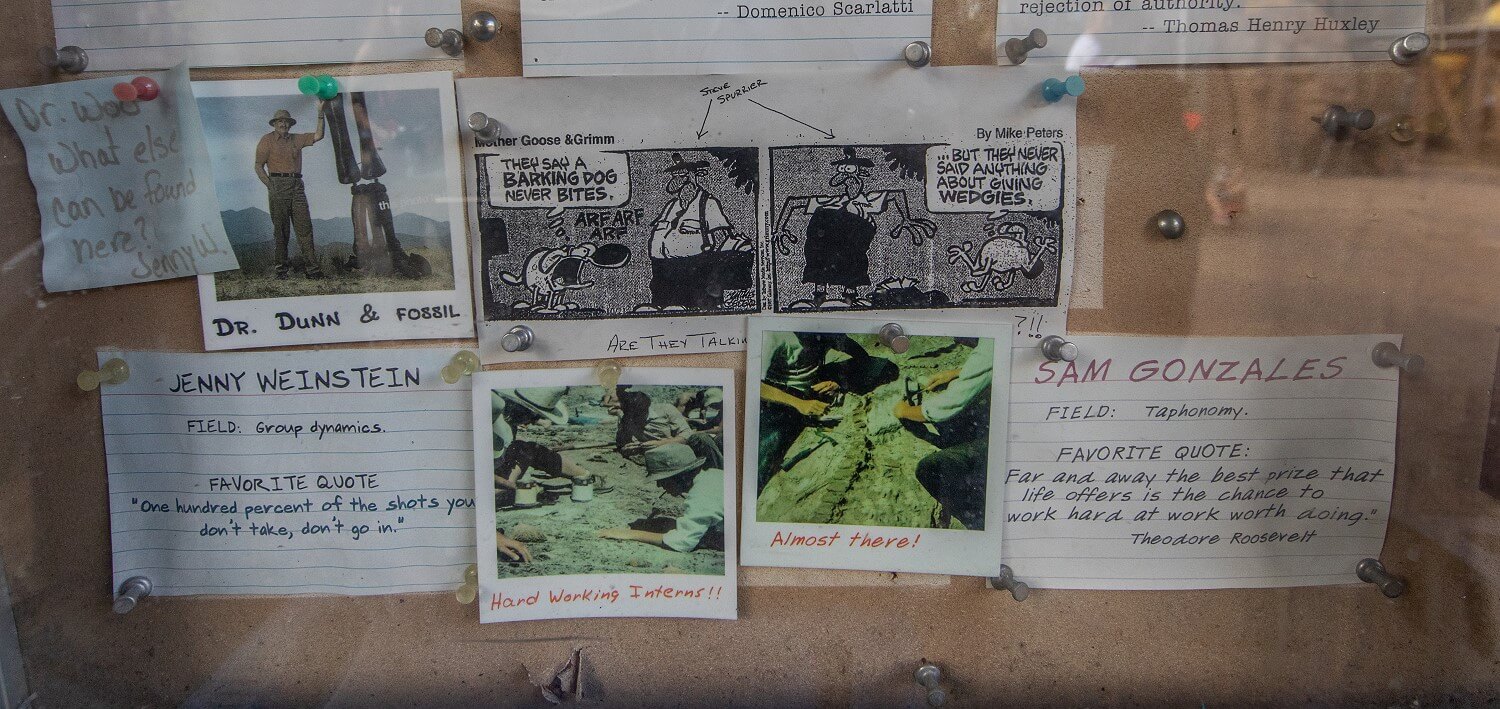 -- Domenico Scarlatti
rejection of authority.
-- Thomas Henry Huxley
Dr. Woo
What else
can be found
here??
Jenny W.
DR. DUNN & FOSSIL
STEVE
SPURRIER
Mother Goose & Grimm
By Mike Peters
THEY SAY A
BARKING DOG
NEVER BITES.
ARF ARF
ARF
...BUT THEY NEVER
SAID ANYTHING
ABOUT GIVING
WEDGIES.
ARE THEY TALKIN
?!!
JENNY WEINSTEIN
FIELD: Group dynamics.
FAVORITE QUOTE
"One hundred percent of the shots you
don't take, don't go in."
Hard Working Interns!!
Almost there!
SAM GONZALES
FIELD: Taphonomy.
FAVORITE QUOTE:
Far and away the best prize that
life offers is the chance to
work hard at work worth doing."
Theodore Roosevelt